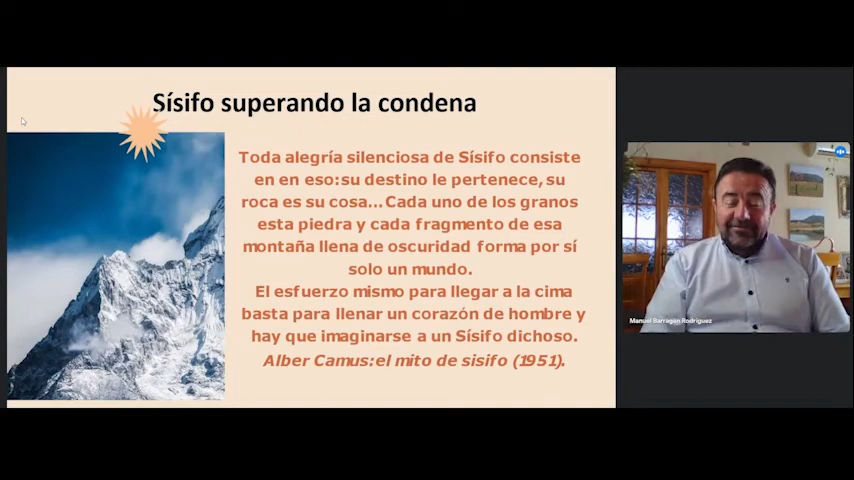 Sísifo superando la condena
Toda alegría silenciosa de Sísifo consiste
en en eso: su destino le pertenece, su
roca es su cosa... Cada uno de los granos
esta piedra y cada fragmento de esa
montaña llena de oscuridad forma por sí
solo un mundo.
El esfuerzo mismo para llegar a la cima
basta para llenar un corazón de hombre y
hay que imaginarse a un Sísifo dichoso.
Alber Camus: el mito de sisifo (1951).
Manuel Barragán Rodríguez